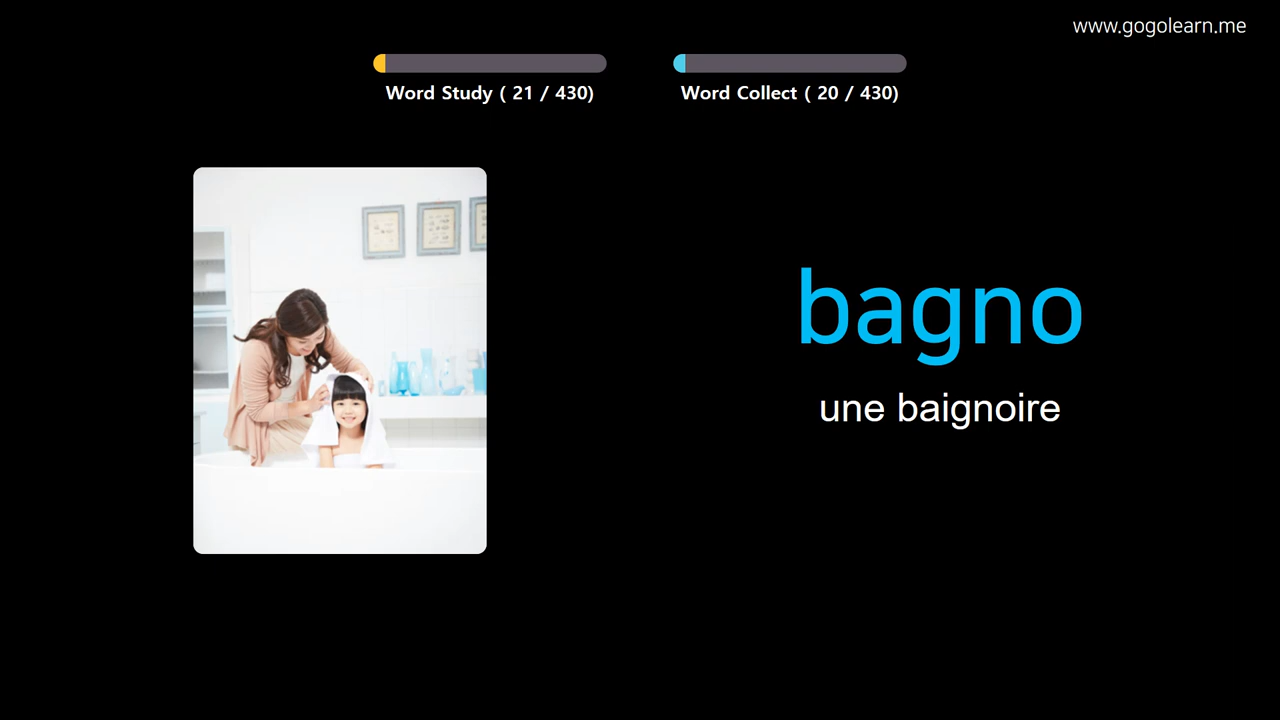 www.gogolearn.me
Word Study ( 21 / 430)
Word Collect ( 20 / 430)
bagno
une baignoire